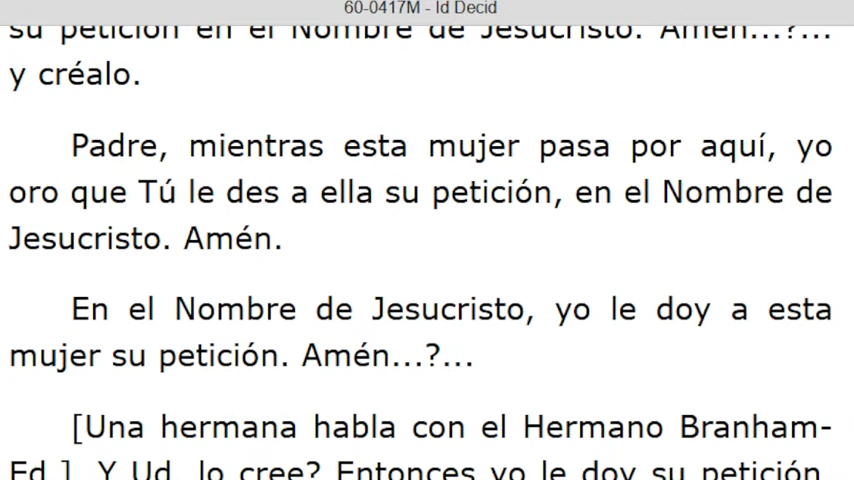 60-0417M - Id Decid
su petición en el Nombre de Jesucristo. Amén...?...
y créalo.
Padre, mientras esta mujer pasa por aquí, yo
oro que Tú le des a ella su petición, en el Nombre de
Jesucristo. Amén.
En el Nombre de Jesucristo, yo le doy a esta
mujer su petición. Amén...?...
[Una hermana habla con el Hermano Branham-
Ed.]. Y Ud. lo cree? Entonces yo le doy su petición,